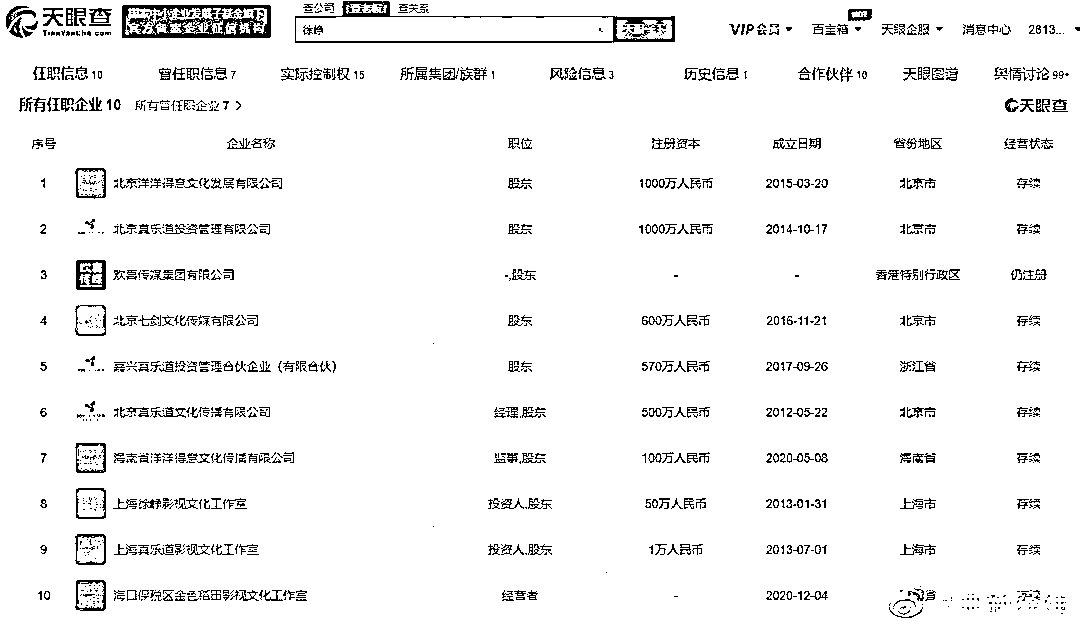 天眼查 TianYanCha.com 查公司 查老板 查关系
徐峥 天眼一下 VIP会员 百宝箱 天眼企服 消息中心 2613...
任职信息 10 曾任职信息 7 实际控制权 15 所属集团/族群 1 风险信息 3 历史信息 1 合作伙伴 10 天眼图谱 舆情讨论 99+
所有任职企业 10 所有曾任职企业 7 > 天眼查
序号 企业名称 职位 注册资本 成立日期 省份地区 经营状态
1 北京洋洋得意文化发展有限公司 股东 1000万人民币 2015-03-20 北京市 存续
2 北京真乐道投资管理有限公司 股东 1000万人民币 2014-10-17 北京市 存续
3 欢喜传媒 欢喜传媒集团有限公司 -,股东 - - 香港特别行政区 仍注册
4 北京七剑文化传媒有限公司 股东 600万人民币 2016-11-21 北京市 存续
5 嘉兴真乐道投资管理合伙企业（有限合伙） 股东 570万人民币 2017-09-26 浙江省 存续
6 北京真乐道文化传播有限公司 经理,股东 500万人民币 2012-05-22 北京市 存续
7 海南省洋洋得意文化传播有限公司 监事,股东 100万人民币 2020-05-08 海南省 存续
8 上海徐峥影视文化工作室 投资人,股东 50万人民币 2013-01-31 上海市 存续
9 上海真乐道影视文化工作室 投资人,股东 1万人民币 2013-07-01 上海市 存续
10 海口保税区金色稻田影视文化工作室 经营者 - 2020-12-04 省